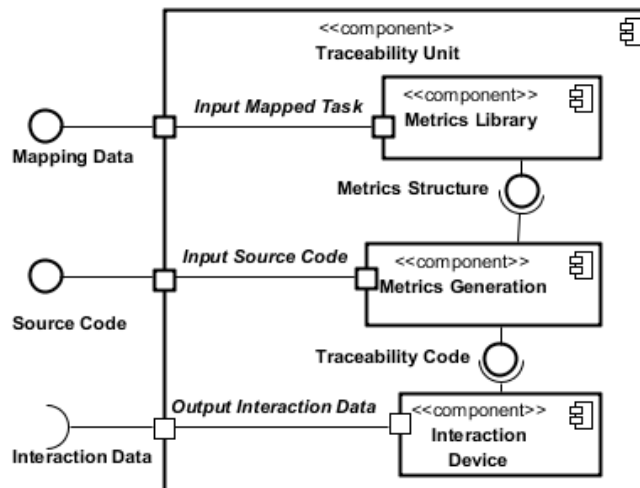 <<component>>
Traceability Unit
Input Mapped Task
<<component>>
Metrics Library
Mapping Data
Metrics Structure
Input Source Code
<<component>>
Metrics Generation
Source Code
Traceability Code
Output Interaction Data
<<component>>
Interaction
Device
Interaction Data